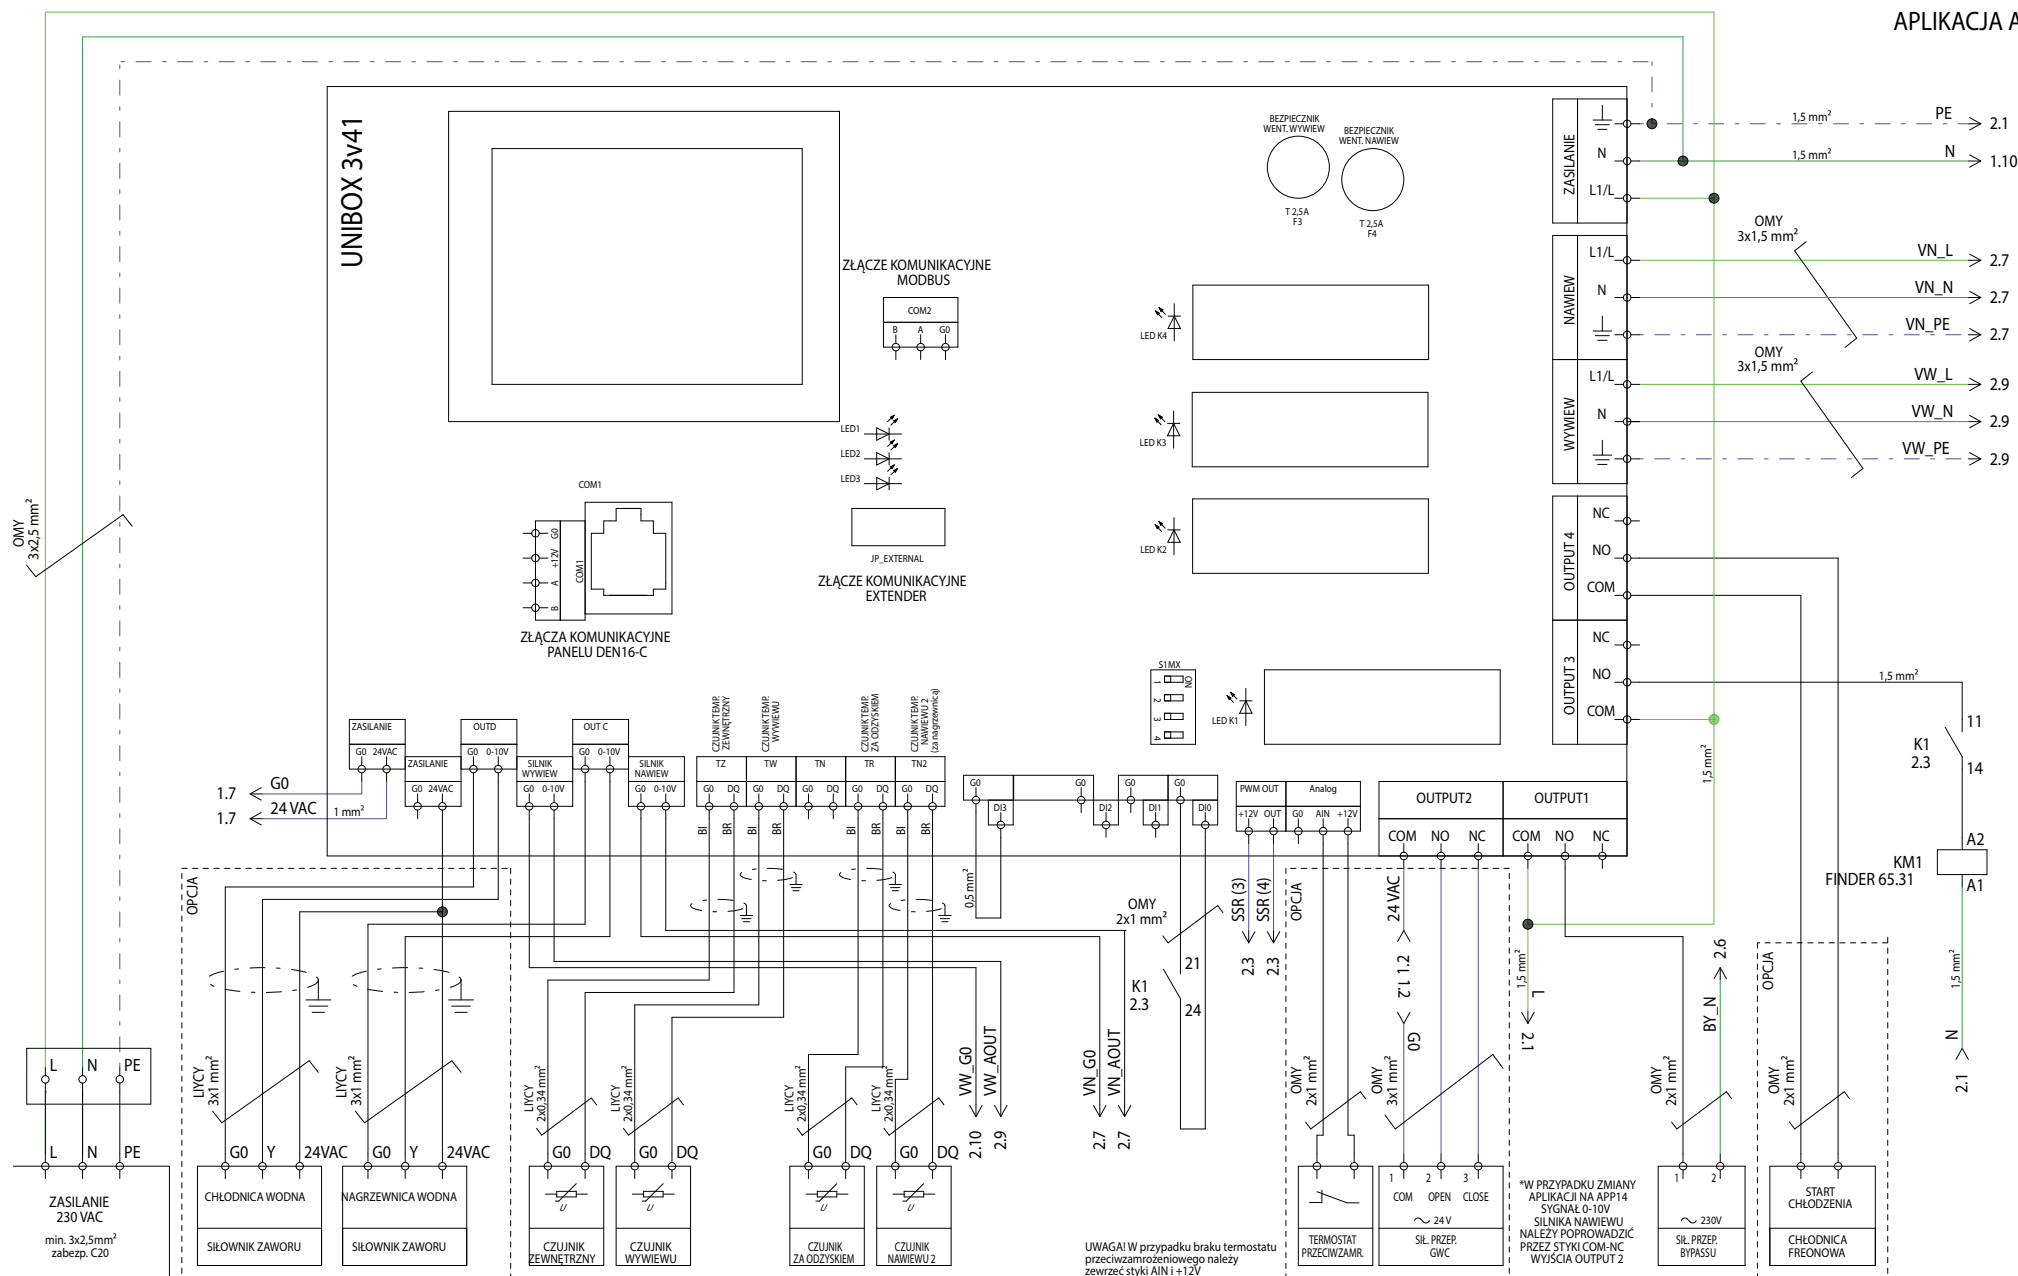 APLIKACJA A
UNIBOX 3v41
BEZPIECZNIK
WENT. WYWIEW
T 2,5A
F3
BEZPIECZNIK
WENT. NAWIEW
T 2,5A
F4
ZASILANIE
N
L1/L
1,5 mm²
PE
2.1
1,5 mm²
N
1.10
NAWIEW
L1/L
N
OMY
3x1,5 mm²
VN_L
2.7
VN_N
2.7
VN_PE
2.7
WYWIEW
L1/L
N
OMY
3x1,5 mm²
VW_L
2.9
VW_N
2.9
VW_PE
2.9
ZŁĄCZE KOMUNIKACYJNE
MODBUS
COM2
B A G0
LED K4
LED K3
LED K2
LED1
LED2
LED3
OMY
3x2,5 mm²
COM1
COM1
G0
+12V
A
B
ZŁĄCZA KOMUNIKACYJNE
PANELU DEN16-C
JP_EXTERNAL
ZŁĄCZE KOMUNIKACYJNE
EXTENDER
OUTPUT 4
NC
NO
COM
OUTPUT 3
NC
NO
COM
1,5 mm²
1,5 mm²
11
K1
2.3
14
A2
KM1
FINDER 65.31
A1
1,5 mm²
N
2.1
S1MX
ON
1
2
3
4
LED K1
ZASILANIE
G0 24VAC
ZASILANIE
G0 24VAC
OUTD
G0 0-10V
SILNIK
WYWIEW
G0 0-10V
OUT C
G0 0-10V
SILNIK
NAWIEW
G0 0-10V
CZUJNIK TEMP.
ZEWNĘTRZNY
CZUJNIK TEMP.
WYWIEWU
CZUJNIK TEMP.
ZA ODZYSKIEM
CZUJNIK TEMP.
NAWIEWU 2
(za nagrzewnicą)
TZ TW TN TR TN2
G0 DQ G0 DQ G0 DQ G0 DQ G0 DQ
BI BR BI BR BI BR BI BR
G0 G0 G0 G0
DI3 DI2 DI1 DI0
PWM OUT
Analog
+12V OUT G0 AIN +12V
OUTPUT2
OUTPUT1
COM NO NC COM NO NC
1.7
G0
1.7
24 VAC
1 mm²
OPCJA
0,5 mm²
OMY
2x1 mm²
21
K1
2.3
24
SSR (3)
2.3
SSR (4)
2.3
OPCJA
24 VAC
1.2
1.2
G0
1,5 mm²
L
2.1
2.6
BY_N
OPCJA
L N PE
L N PE
ZASILANIE
230 VAC
min. 3x2,5mm²
zabezp. C20
LIYCY
3x1 mm²
G0 Y 24VAC
CHŁODNICA WODNA
SIŁOWNIK ZAWORU
LIYCY
3x1 mm²
G0 Y 24VAC
NAGRZEWNICA WODNA
SIŁOWNIK ZAWORU
LIYCY
2x0,34 mm²
G0 DQ
U
CZUJNIK
ZEWNĘTRZNY
LIYCY
2x0,34 mm²
G0 DQ
U
CZUJNIK
WYWIEWU
LIYCY
2x0,34 mm²
G0 DQ
U
CZUJNIK
ZA ODZYSKIEM
LIYCY
2x0,34 mm²
G0 DQ
U
CZUJNIK
NAWIEWU 2
VW_G0
2.10
VW_AOUT
2.9
VN_G0
2.7
VN_AOUT
2.7
UWAGA! W przypadku braku termostatu
przeciwzamrożeniowego należy
zewrzeć styki AIN i +12V
OMY
2x1 mm²
TERMOSTAT
PRZECIWZAMR.
OMY
3x1 mm²
1 2 3
COM OPEN CLOSE
24 V
SIŁ. PRZEP.
GWC
*W PRZYPADKU ZMIANY
APLIKACJI NA APP14
SYGNAŁ 0-10V
SILNIKA NAWIEWU
NALEŻY POPROWADZIĆ
PRZEZ STYKI COM-NC
WYJŚCIA OUTPUT 2
OMY
2x1 mm²
1 2
230V
SIŁ. PRZEP.
BYPASSU
OMY
2x1 mm²
START
CHŁODZENIA
CHŁODNICA
FREONOWA